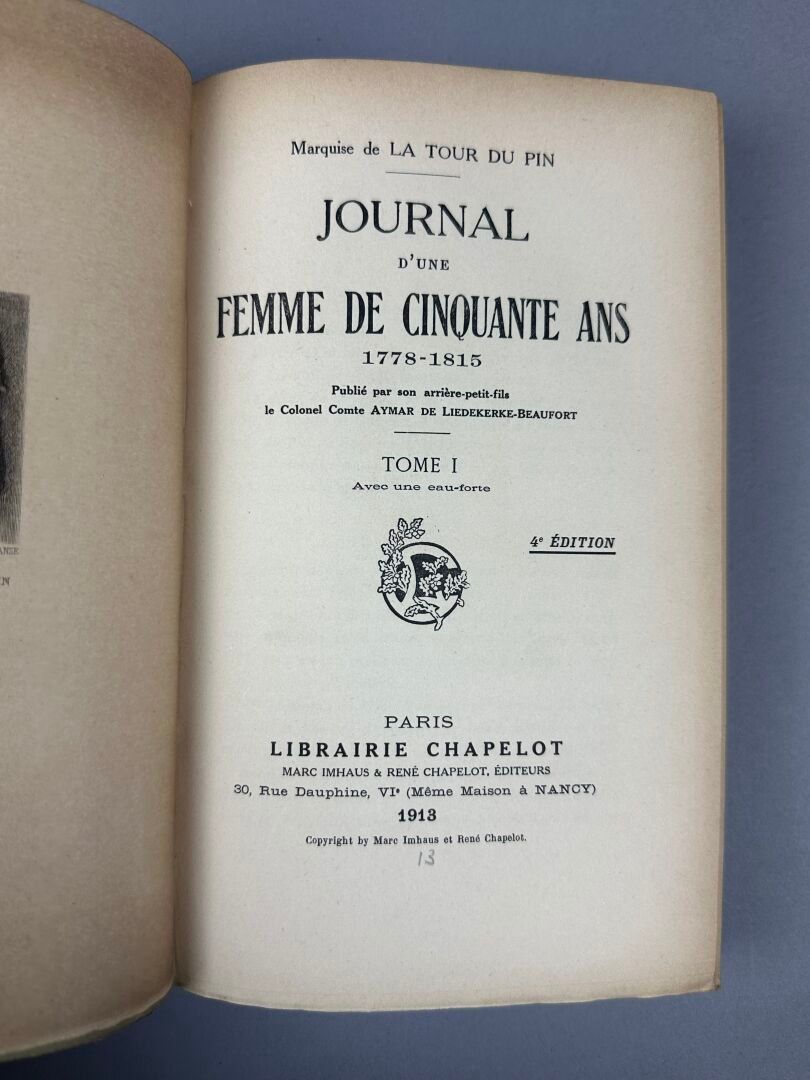 Marquise de LA TOUR DU PIN
JOURNAL
D'UNE
FEMME DE CINQUANTE ANS
1778-1815
Publié par son arrière-petit-fils
le Colonel Comte AYMAR DE LIEDEKERKE-BEAUFORT
TOME I
Avec une eau-forte
4e ÉDITION
PARIS
LIBRAIRIE CHAPELOT
MARC IMHAUS & RENÉ CHAPELOT, ÉDITEURS
30, Rue Dauphine, VIe (Même Maison à NANCY)
1913
Copyright by Marc Imhaus et René Chapelot.
13